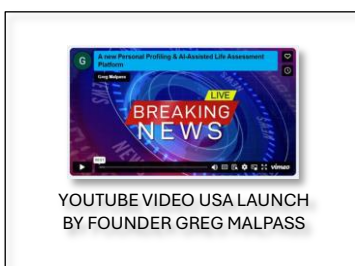 G
A new Personal Profiling & AI-Assisted Life Assessment
Platform
Greg Malpass
LIVE
BREAKING
NEWS
vimeo
YOUTUBE VIDEO USA LAUNCH
BY FOUNDER GREG MALPASS